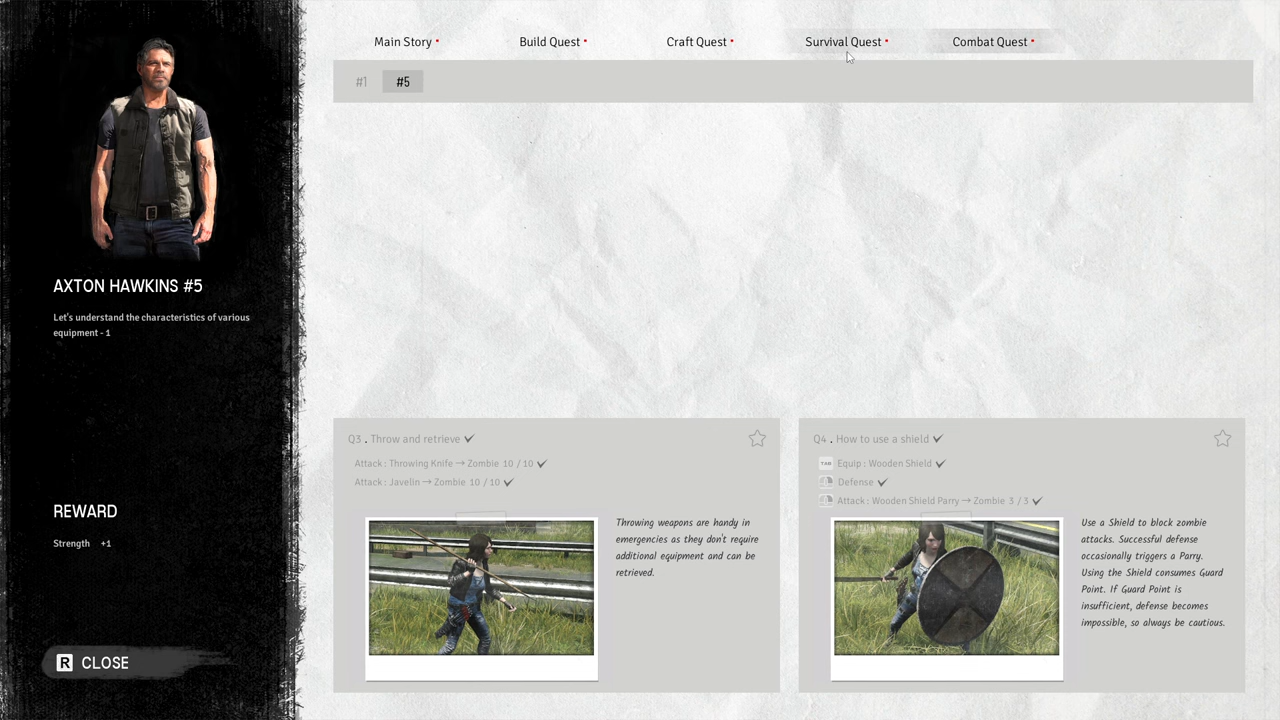 Main Story
Build Quest
Craft Quest
Survival Quest
Combat Quest
#1
#5
AXTON HAWKINS #5
Let's understand the characteristics of various
equipment - 1
REWARD
Strength +1
R CLOSE
Q3 . Throw and retrieve
Attack : Throwing Knife → Zombie 10 / 10
Attack : Javelin → Zombie 10 / 10
Throwing weapons are handy in
emergencies as they don't require
additional equipment and can be
retrieved.
Q4 . How to use a shield
TAB Equip : Wooden Shield
Defense
Attack : Wooden Shield Parry → Zombie 3 / 3
Use a Shield to block zombie
attacks. Successful defense
occasionally triggers a Parry.
Using the Shield consumes Guard
Point. If Guard Point is
insufficient, defense becomes
impossible, so always be cautious.